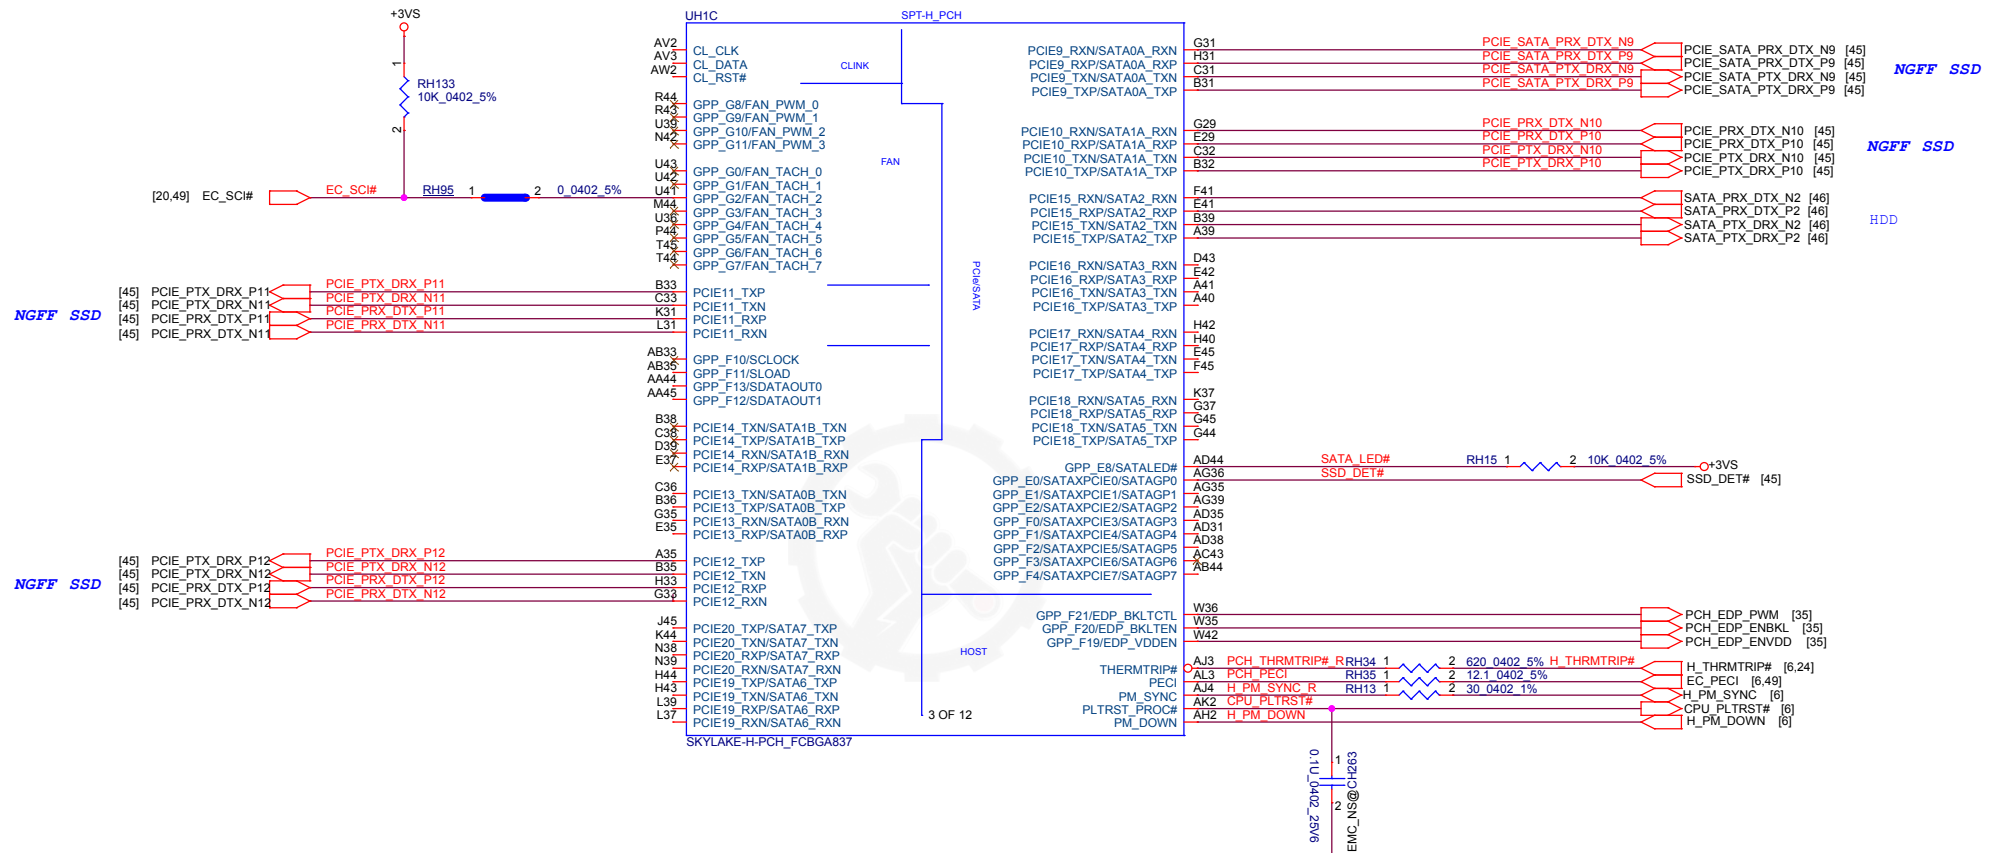 +3VS
1
RH133
10K_0402_5%
2
[20,49] EC_SCI# EC_SCI# RH95 1 2 0_0402_5%
[45] PCIE_PTX_DRX_P11 PCIE_PTX_DRX_P11
[45] PCIE_PTX_DRX_N11 PCIE_PTX_DRX_N11
[45] PCIE_PRX_DTX_P11 PCIE_PRX_DTX_P11
[45] PCIE_PRX_DTX_N11 PCIE_PRX_DTX_N11
NGFF SSD
[45] PCIE_PTX_DRX_P12 PCIE_PTX_DRX_P12
[45] PCIE_PTX_DRX_N12 PCIE_PTX_DRX_N12
[45] PCIE_PRX_DTX_P12 PCIE_PRX_DTX_P12
[45] PCIE_PRX_DTX_N12 PCIE_PRX_DTX_N12
NGFF SSD
UH1C
SPT-H_PCH
AV2 CL_CLK
AV3 CL_DATA
AW2 CL_RST#
CLINK
R44 GPP_G8/FAN_PWM_0
R43 GPP_G9/FAN_PWM_1
U39 GPP_G10/FAN_PWM_2
N42 GPP_G11/FAN_PWM_3
FAN
U43 GPP_G0/FAN_TACH_0
U42 GPP_G1/FAN_TACH_1
U41 GPP_G2/FAN_TACH_2
M44 GPP_G3/FAN_TACH_3
U36 GPP_G4/FAN_TACH_4
P44 GPP_G5/FAN_TACH_5
T45 GPP_G6/FAN_TACH_6
T44 GPP_G7/FAN_TACH_7
PCIe/SATA
B33 PCIE11_TXP
C33 PCIE11_TXN
K31 PCIE11_RXP
L31 PCIE11_RXN
AB33 GPP_F10/SCLOCK
AB35 GPP_F11/SLOAD
AA44 GPP_F13/SDATAOUT0
AA45 GPP_F12/SDATAOUT1
B38 PCIE14_TXN/SATA1B_TXN
C38 PCIE14_TXP/SATA1B_TXP
D39 PCIE14_RXN/SATA1B_RXN
E37 PCIE14_RXP/SATA1B_RXP
C36 PCIE13_TXN/SATA0B_TXN
B36 PCIE13_TXP/SATA0B_TXP
G35 PCIE13_RXN/SATA0B_RXN
E35 PCIE13_RXP/SATA0B_RXP
A35 PCIE12_TXP
B35 PCIE12_TXN
H33 PCIE12_RXP
G33 PCIE12_RXN
J45 PCIE20_TXP/SATA7_TXP
K44 PCIE20_TXN/SATA7_TXN
N38 PCIE20_RXP/SATA7_RXP
N39 PCIE20_RXN/SATA7_RXN
H44 PCIE19_TXP/SATA6_TXP
H43 PCIE19_TXN/SATA6_TXN
L39 PCIE19_RXP/SATA6_RXP
L37 PCIE19_RXN/SATA6_RXN
HOST
3 OF 12
SKYLAKE-H-PCH_FCBGA837
PCIE9_RXN/SATA0A_RXN G31 PCIE_SATA_PRX_DTX_N9 PCIE_SATA_PRX_DTX_N9 [45]
PCIE9_RXP/SATA0A_RXP H31 PCIE_SATA_PRX_DTX_P9 PCIE_SATA_PRX_DTX_P9 [45]
PCIE9_TXN/SATA0A_TXN C31 PCIE_SATA_PTX_DRX_N9 PCIE_SATA_PTX_DRX_N9 [45]
PCIE9_TXP/SATA0A_TXP B31 PCIE_SATA_PTX_DRX_P9 PCIE_SATA_PTX_DRX_P9 [45]
NGFF SSD
PCIE10_RXN/SATA1A_RXN G29 PCIE_PRX_DTX_N10 PCIE_PRX_DTX_N10 [45]
PCIE10_RXP/SATA1A_RXP E29 PCIE_PRX_DTX_P10 PCIE_PRX_DTX_P10 [45]
PCIE10_TXN/SATA1A_TXN C32 PCIE_PTX_DRX_N10 PCIE_PTX_DRX_N10 [45]
PCIE10_TXP/SATA1A_TXP B32 PCIE_PTX_DRX_P10 PCIE_PTX_DRX_P10 [45]
NGFF SSD
PCIE15_RXN/SATA2_RXN F41 SATA_PRX_DTX_N2 [46]
PCIE15_RXP/SATA2_RXP E41 SATA_PRX_DTX_P2 [46]
PCIE15_TXN/SATA2_TXN B39 SATA_PTX_DRX_N2 [46]
PCIE15_TXP/SATA2_TXP A39 SATA_PTX_DRX_P2 [46]
HDD
PCIE16_RXN/SATA3_RXN D43
PCIE16_RXP/SATA3_RXP E42
PCIE16_TXN/SATA3_TXN A41
PCIE16_TXP/SATA3_TXP A40
PCIE17_RXN/SATA4_RXN H42
PCIE17_RXP/SATA4_RXP H40
PCIE17_TXN/SATA4_TXN E45
PCIE17_TXP/SATA4_TXP F45
PCIE18_RXN/SATA5_RXN K37
PCIE18_RXP/SATA5_RXP G37
PCIE18_TXN/SATA5_TXN G45
PCIE18_TXP/SATA5_TXP G44
GPP_E8/SATALED# AD44 SATA_LED# RH15 1 2 10K_0402_5% +3VS
GPP_E0/SATAXPCIE0/SATAGP0 AG36 SSD_DET# SSD_DET# [45]
GPP_E1/SATAXPCIE1/SATAGP1 AG35
GPP_E2/SATAXPCIE2/SATAGP2 AG39
GPP_F0/SATAXPCIE3/SATAGP3 AD35
GPP_F1/SATAXPCIE4/SATAGP4 AD31
GPP_F2/SATAXPCIE5/SATAGP5 AD38
GPP_F3/SATAXPCIE6/SATAGP6 AC43
GPP_F4/SATAXPCIE7/SATAGP7 AB44
GPP_F21/EDP_BKLTCTL W36 PCH_EDP_PWM [35]
GPP_F20/EDP_BKLTEN W35 PCH_EDP_ENBKL [35]
GPP_F19/EDP_VDDEN W42 PCH_EDP_ENVDD [35]
THERMTRIP# AJ3 PCH_THRMTRIP#_R RH34 1 2 620_0402_5% H_THRMTRIP# H_THRMTRIP# [6,24]
PECI AL3 PCH_PECI RH35 1 2 12.1_0402_5% EC_PECI [6,49]
PM_SYNC AJ4 H_PM_SYNC_R RH13 1 2 30_0402_1% H_PM_SYNC [6]
PLTRST_PROC# AK2 CPU_PLTRST# CPU_PLTRST# [6]
PM_DOWN AH2 H_PM_DOWN H_PM_DOWN [6]
0.1U_0402_25V6
1
2
EMC_NS@CH263